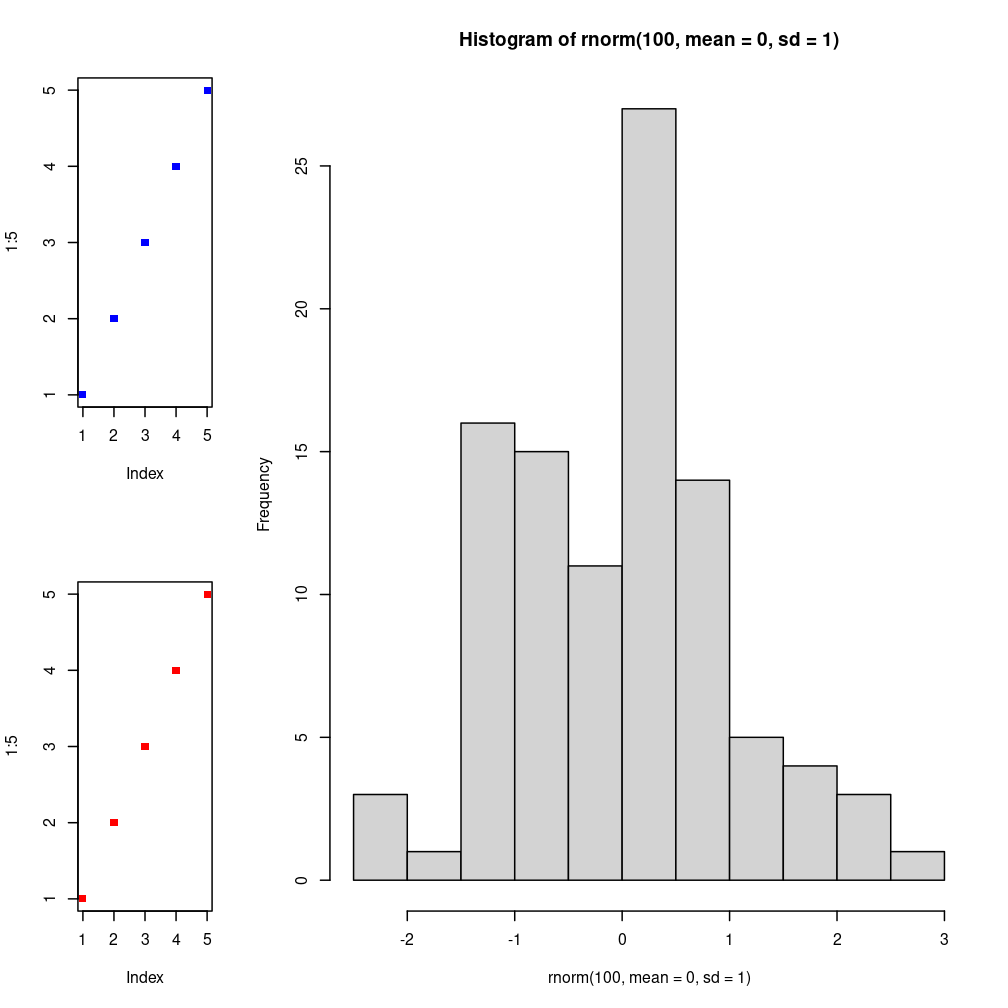 5
4
3
2
1
1:5
1 2 3 4 5
Index
5
4
3
2
1
1:5
1 2 3 4 5
Index
Histogram of rnorm(100, mean = 0, sd = 1)
25
20
15
10
5
0
Frequency
-2 -1 0 1 2 3
rnorm(100, mean = 0, sd = 1)